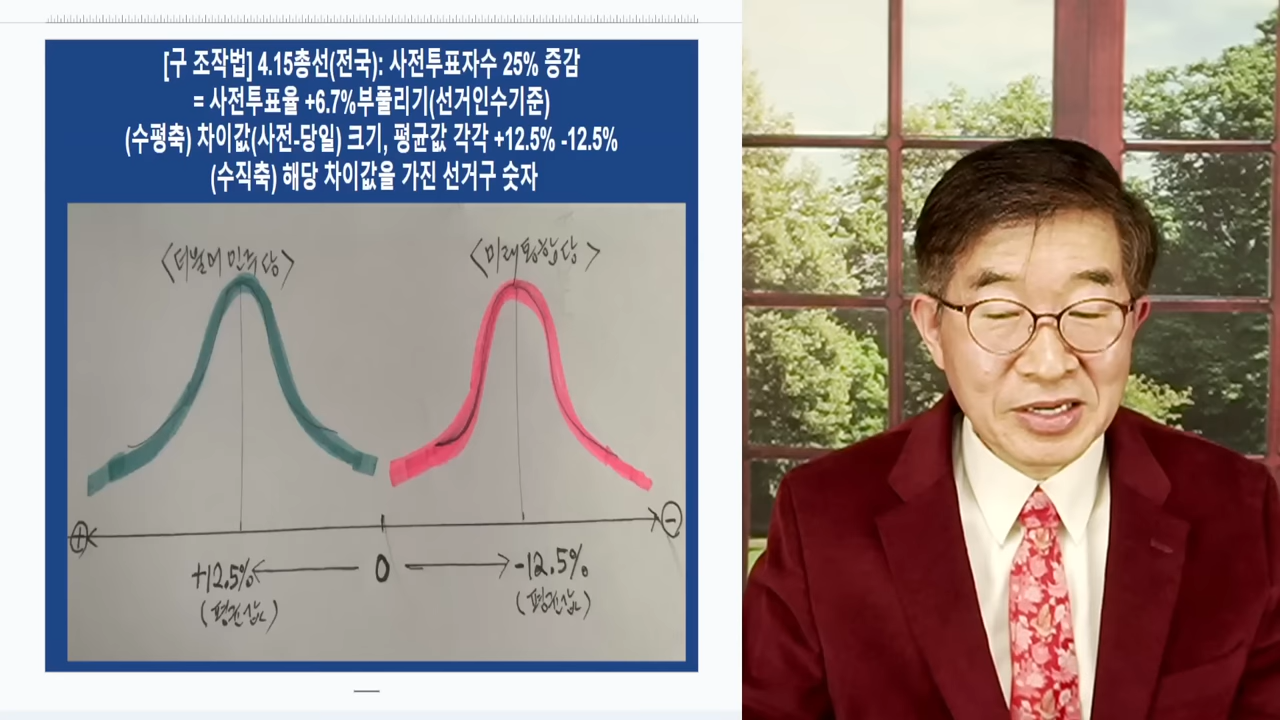 [구 조작법] 4.15총선(전국): 사전투표자수 25% 증감
= 사전투표율 +6.7%부풀리기(선거인수기준)
(수평축) 차이값(사전-당일) 크기, 평균값 각각 +12.5% -12.5%
(수직축) 해당 차이값을 가진 선거구 숫자
<더불어민주당>
<미래통합당>
+
-
+12.5%
0
-12.5%
(평균값)
(평균값)